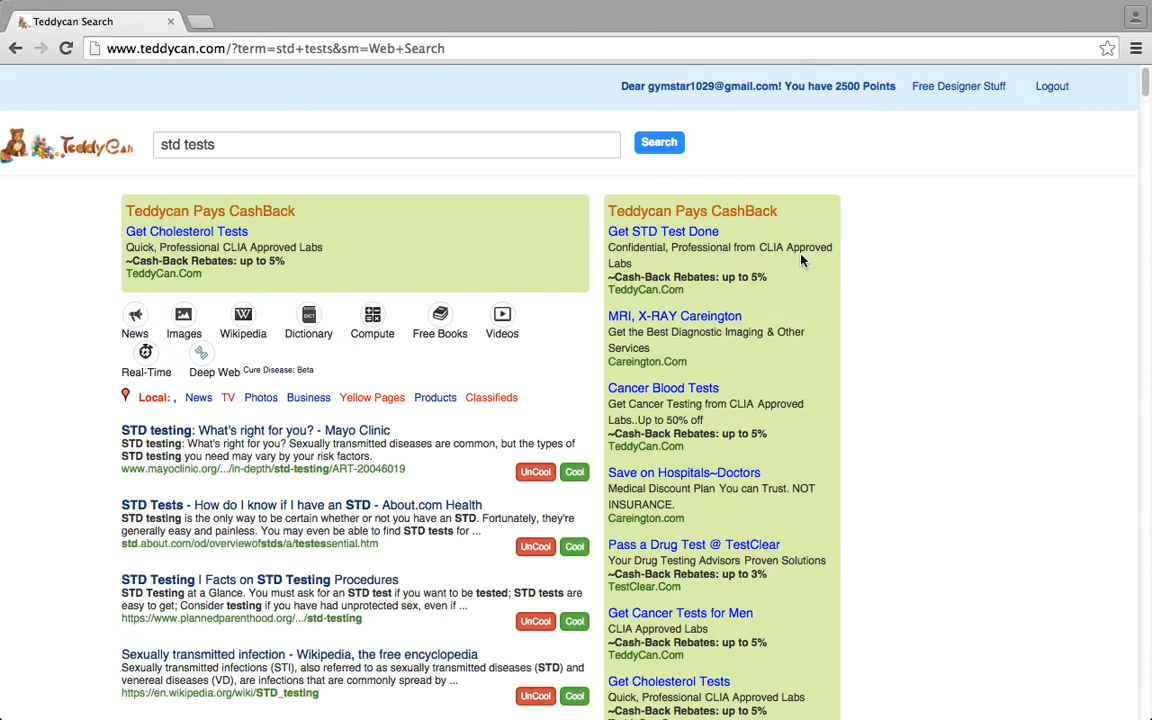 Teddycan Search
www.teddycan.com/?term=std+tests&sm=Web+Search
Dear gymstar1029@gmail.com! You have 2500 Points
Free Designer Stuff
Logout
TeddyCan
std tests
Search
Teddycan Pays CashBack
Get Cholesterol Tests
Quick, Professional CLIA Approved Labs
~Cash-Back Rebates: up to 5%
TeddyCan.Com
News
Images
Wikipedia
Dictionary
Compute
Free Books
Videos
Real-Time
Deep Web Cure Disease: Beta
Local: , News TV Photos Business Yellow Pages Products Classifieds
STD testing: What's right for you? - Mayo Clinic
STD testing: What's right for you? Sexually transmitted diseases are common, but the types of
STD testing you need may vary by your risk factors.
www.mayoclinic.org/.../in-depth/std-testing/ART-20046019
UnCool
Cool
STD Tests - How do I know if I have an STD - About.com Health
STD testing is the only way to be certain whether or not you have an STD. Fortunately, they're
generally easy and painless. You may even be able to find STD tests for ...
std.about.com/od/overviewofstds/a/testessential.htm
UnCool
Cool
STD Testing | Facts on STD Testing Procedures
STD Testing at a Glance. You must ask for an STD test if you want to be tested; STD tests are
easy to get; Consider testing if you have had unprotected sex, even if ...
https://www.plannedparenthood.org/.../std-testing
UnCool
Cool
Sexually transmitted infection - Wikipedia, the free encyclopedia
Sexually transmitted infections (STI), also referred to as sexually transmitted diseases (STD) and
venereal diseases (VD), are infections that are commonly spread by ...
https://en.wikipedia.org/wiki/STD_testing
UnCool
Cool
Teddycan Pays CashBack
Get STD Test Done
Confidential, Professional from CLIA Approved
Labs
~Cash-Back Rebates: up to 5%
TeddyCan.Com
MRI, X-RAY Careington
Get the Best Diagnostic Imaging & Other
Services
Careington.Com
Cancer Blood Tests
Get Cancer Testing from CLIA Approved
Labs..Up to 50% off
~Cash-Back Rebates: up to 5%
TeddyCan.Com
Save on Hospitals~Doctors
Medical Discount Plan You can Trust. NOT
INSURANCE.
Careington.com
Pass a Drug Test @ TestClear
Your Drug Testing Advisors Proven Solutions
~Cash-Back Rebates: up to 3%
TestClear.Com
Get Cancer Tests for Men
CLIA Approved Labs
~Cash-Back Rebates: up to 5%
TeddyCan.Com
Get Cholesterol Tests
Quick, Professional CLIA Approved Labs
~Cash-Back Rebates: up to 5%